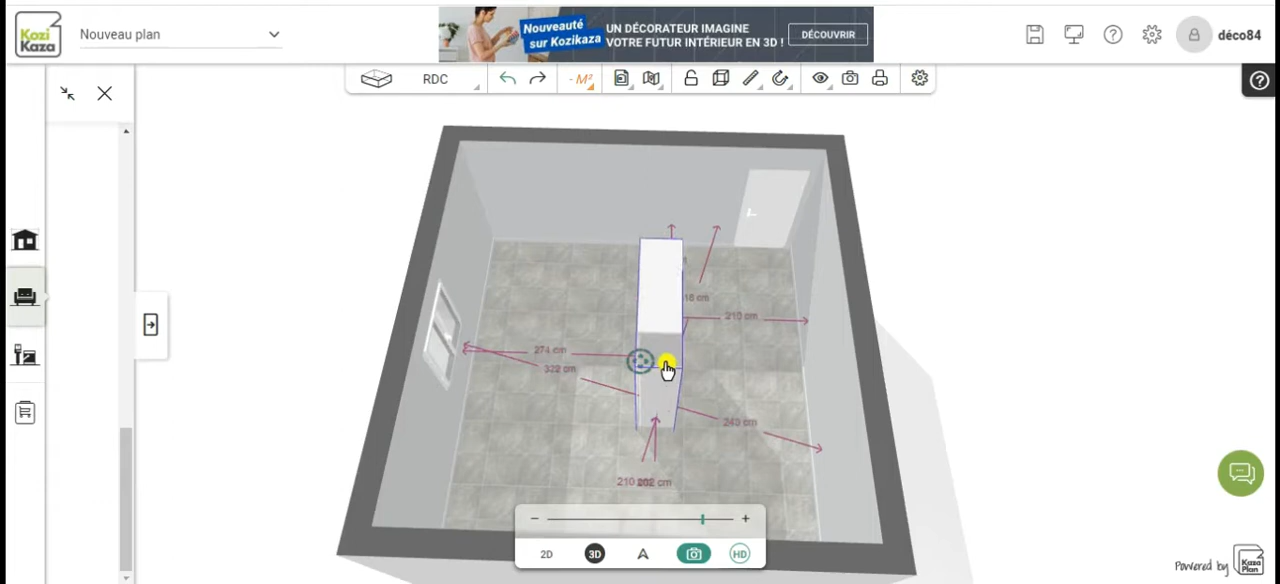 Kozi
Kaza
Nouveau plan
Nouveauté
sur Kozikaza
UN DÉCORATEUR IMAGINE
VOTRE FUTUR INTÉRIEUR EN 3D !
DÉCOUVRIR
déco84
RDC
- M²
18 cm
210 cm
274 cm
322 cm
243 cm
210
202 cm
2D
3D
HD
Powered by
Kaza
Plan